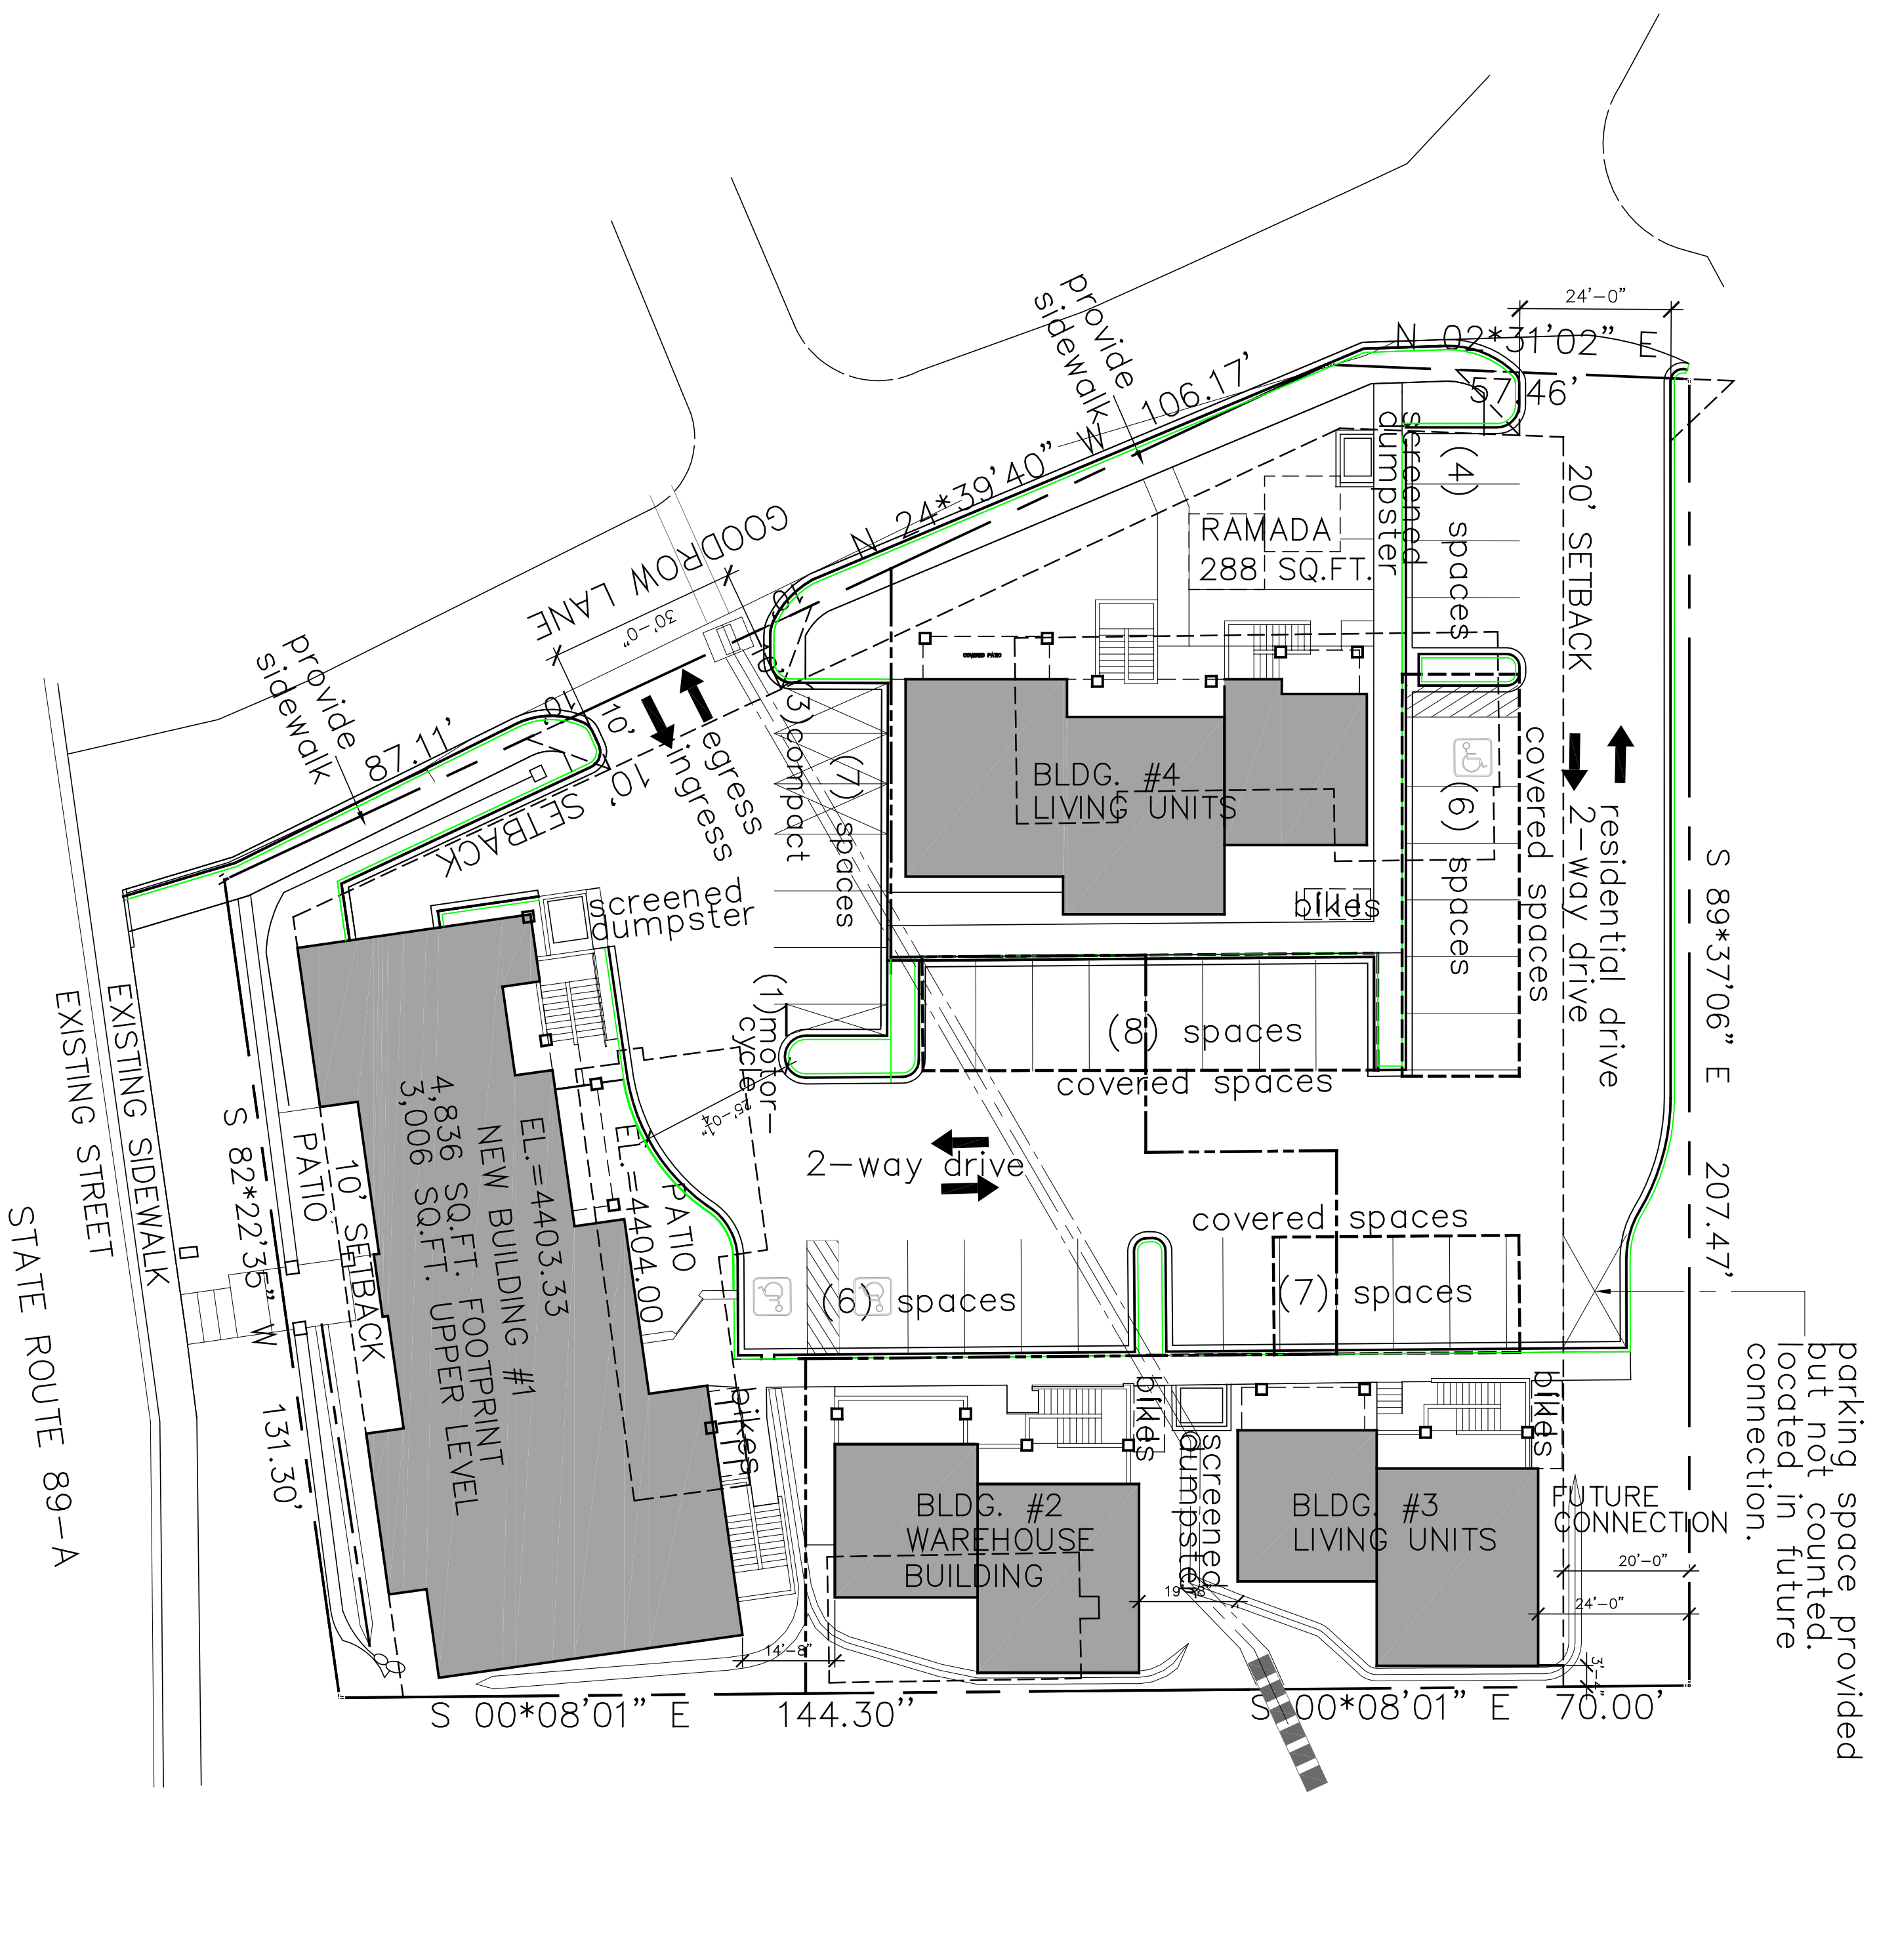 24'-0"
N 02*31'02" E
57.46'
provide
sidewalk
106.17'
N 24*39'40" W
GOODROW LANE
30'-0"
10'
10'
10'
10'
provide
sidewalk
87.11'
10' SETBACK
egress
ingress
(3)compact
(7) spaces
screened
dumpster
(1)motor-
cycle
25'-0¼"
COVERED PATIO
RAMADA
288 SQ.FT.
screened
dumpster
(4) spaces
20' SETBACK
BLDG. #4
LIVING UNITS
bikes
(6) spaces
covered spaces
residential drive
2-way drive
S 89*37'06" E 207.47'
(8) spaces
covered spaces
2-way drive
covered spaces
(6) spaces
(7) spaces
parking space provided
but not counted.
located in future
connection.
EXISTING SIDEWALK
EXISTING STREET
STATE ROUTE 89-A
S 82*22'35" W 131.30'
PATIO
10' SETBACK
EL.=4403.33
NEW BUILDING #1
4,836 SQ.FT. FOOTPRINT
3,006 SQ.FT. UPPER LEVEL
PATIO
EL.=4404.00
bikes
bikes
screened
dumpster
bikes
BLDG. #2
WAREHOUSE
BUILDING
BLDG. #3
LIVING UNITS
FUTURE
CONNECTION
20'-0"
24'-0"
14'-8"
S 00*08'01" E 144.30''
S 00*08'01" E 70.00'